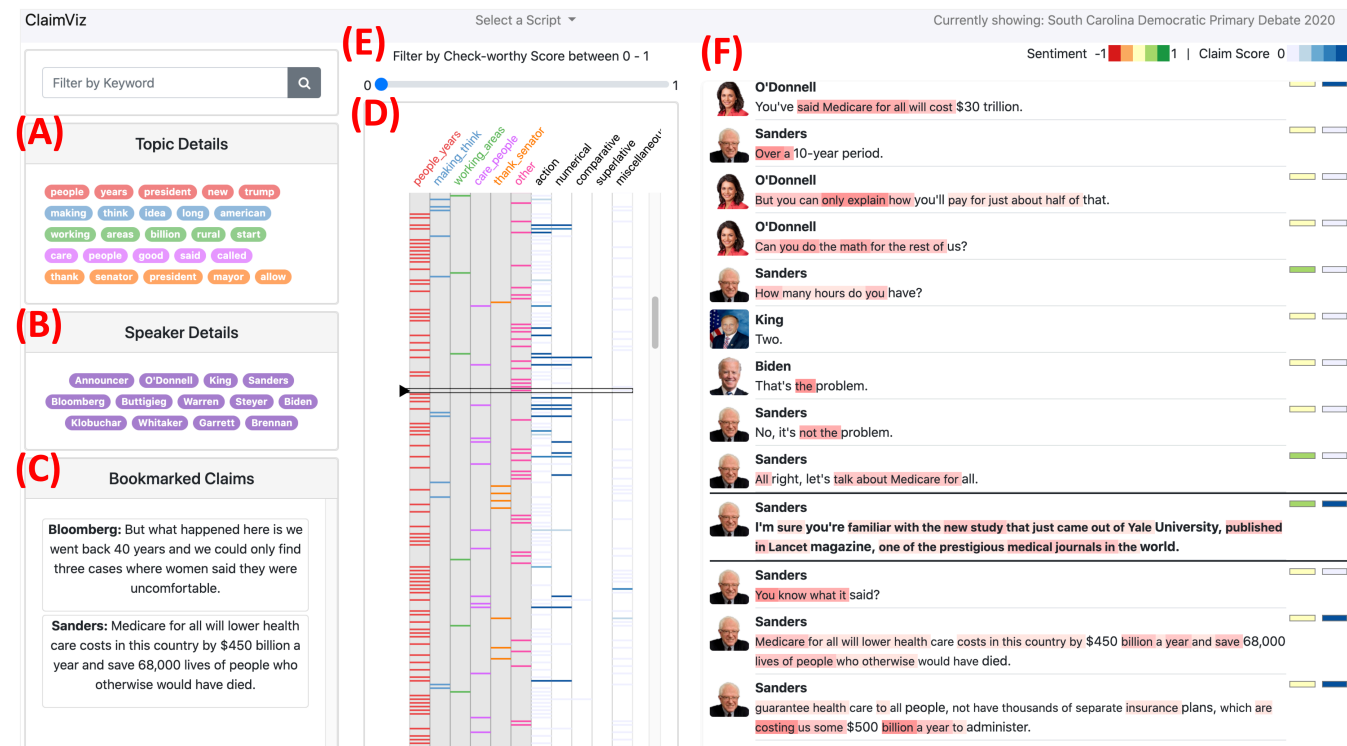 ClaimViz
Select a Script
Currently showing: South Carolina Democratic Primary Debate 2020
Filter by Keyword
(A)
Topic Details
people years president new trump
making think idea long american
working areas billion rural start
care people good said called
thank senator president mayor allow
(B)
Speaker Details
Announcer O'Donnell King Sanders
Bloomberg Buttigieg Warren Steyer Biden
Klobuchar Whitaker Garrett Brennan
(C)
Bookmarked Claims
Bloomberg: But what happened here is we
went back 40 years and we could only find
three cases where women said they were
uncomfortable.
Sanders: Medicare for all will lower health
care costs in this country by $450 billion a
year and save 68,000 lives of people who
otherwise would have died.
(E)
Filter by Check-worthy Score between 0 - 1
0 1
(D)
people_years
making_think
working_areas
care_people
thank_senator
other
action
numerical
comparative
superlative
miscellaneou
(F)
Sentiment -1 1 | Claim Score 0
O'Donnell
You've said Medicare for all will cost $30 trillion.
Sanders
Over a 10-year period.
O'Donnell
But you can only explain how you'll pay for just about half of that.
O'Donnell
Can you do the math for the rest of us?
Sanders
How many hours do you have?
King
Two.
Biden
That's the problem.
Sanders
No, it's not the problem.
Sanders
All right, let's talk about Medicare for all.
Sanders
I'm sure you're familiar with the new study that just came out of Yale University, published
in Lancet magazine, one of the prestigious medical journals in the world.
Sanders
You know what it said?
Sanders
Medicare for all will lower health care costs in this country by $450 billion a year and save 68,000
lives of people who otherwise would have died.
Sanders
guarantee health care to all people, not have thousands of separate insurance plans, which are
costing us some $500 billion a year to administer.